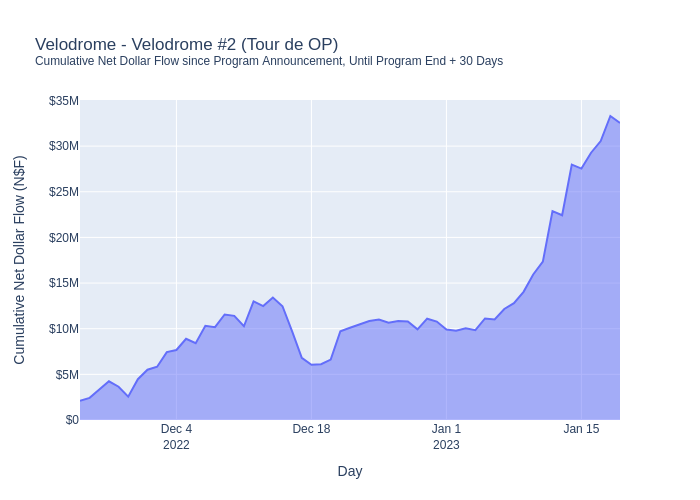 Velodrome - Velodrome #2 (Tour de OP)
Cumulative Net Dollar Flow since Program Announcement, Until Program End + 30 Days
Cumulative Net Dollar Flow (N$F)
$35M
$30M
$25M
$20M
$15M
$10M
$5M
$0
Dec 4
2022
Dec 18
Jan 1
2023
Jan 15
Day